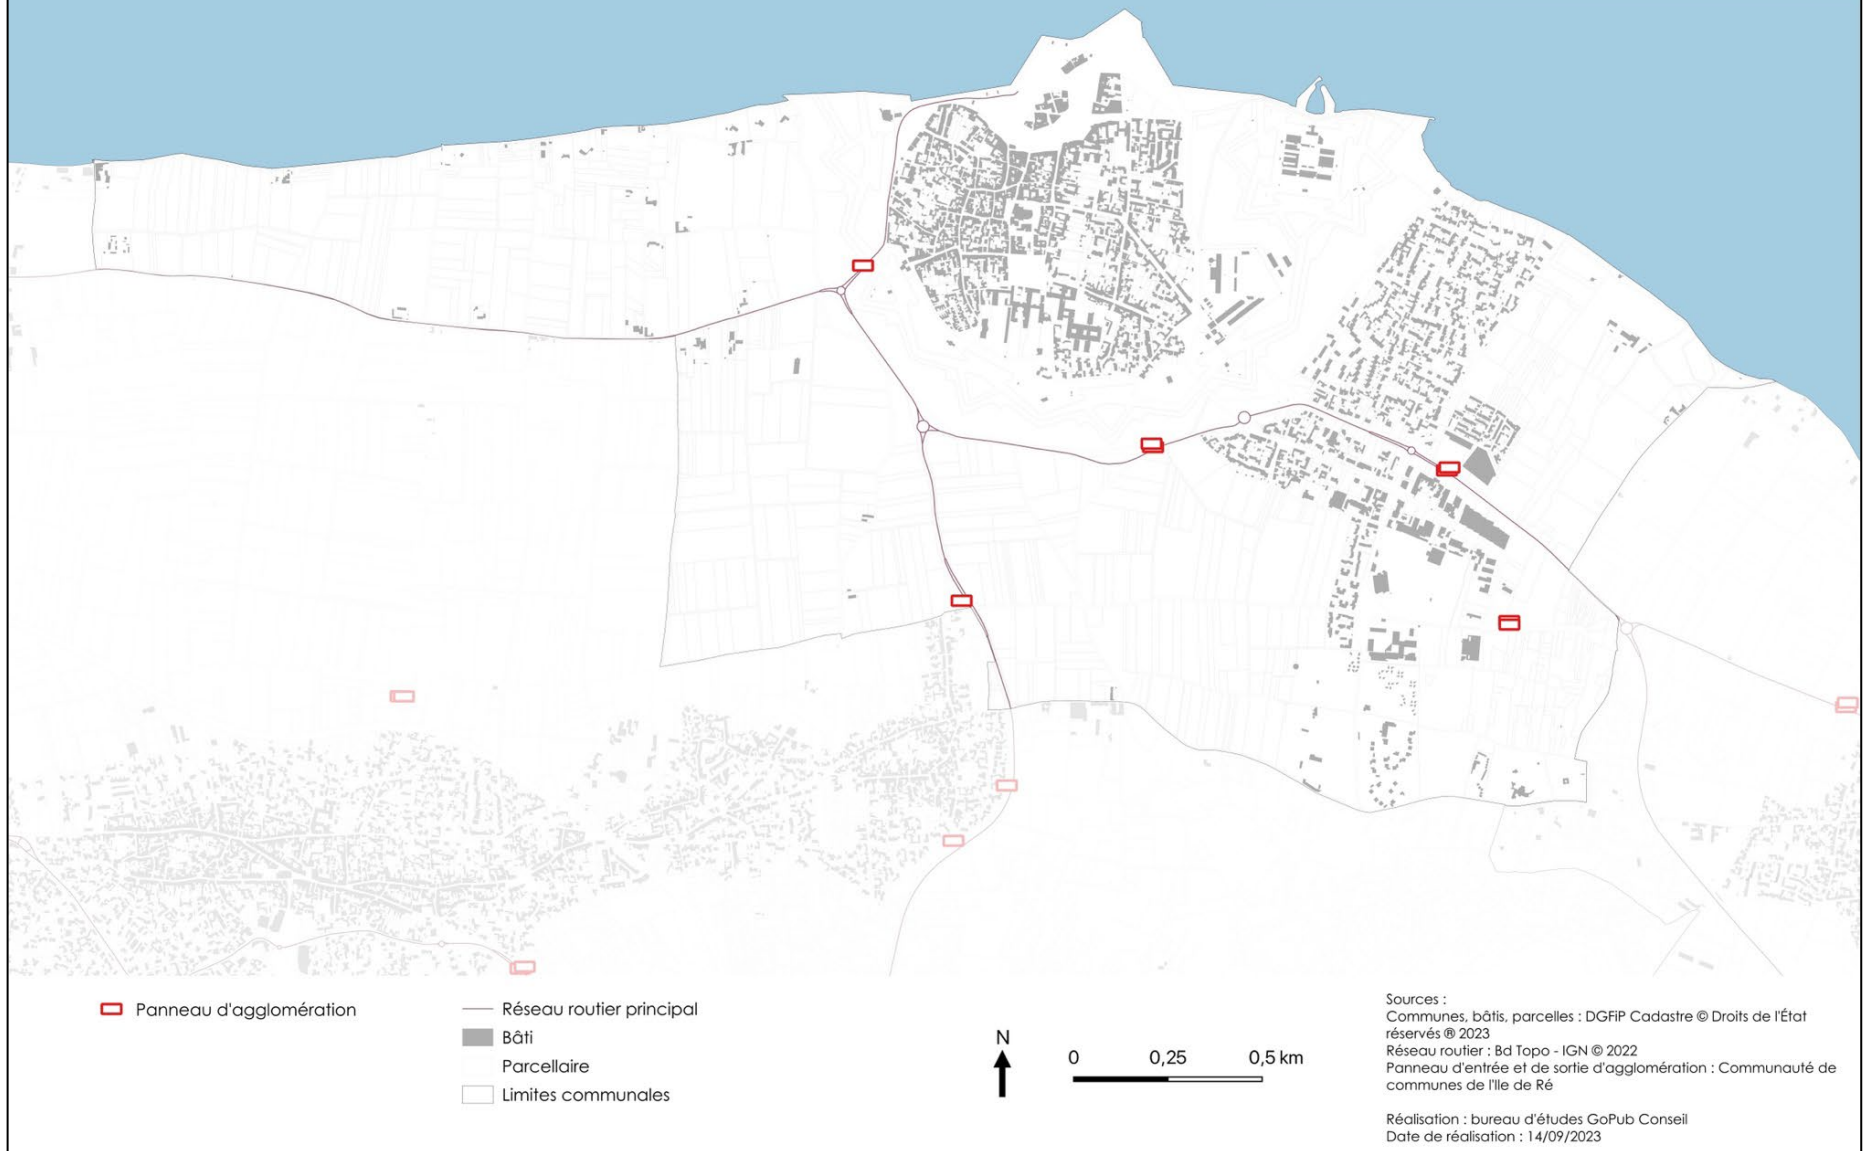 Panneau d'agglomération
Réseau routier principal
Bâti
Parcellaire
Limites communales
N
0 0,25 0,5 km
Sources :
Communes, bâtis, parcelles : DGFiP Cadastre © Droits de l'État
réservés ® 2023
Réseau routier : Bd Topo - IGN © 2022
Panneau d'entrée et de sortie d'agglomération : Communauté de
communes de l'Ile de Ré
Réalisation : bureau d'études GoPub Conseil
Date de réalisation : 14/09/2023